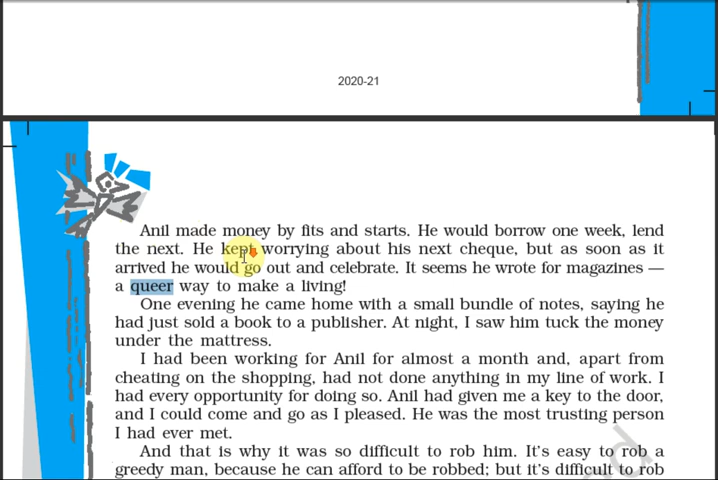 2020-21
Anil made money by fits and starts. He would borrow one week, lend
the next. He kept worrying about his next cheque, but as soon as it
arrived he would go out and celebrate. It seems he wrote for magazines —
a queer way to make a living!
One evening he came home with a small bundle of notes, saying he
had just sold a book to a publisher. At night, I saw him tuck the money
under the mattress.
I had been working for Anil for almost a month and, apart from
cheating on the shopping, had not done anything in my line of work. I
had every opportunity for doing so. Anil had given me a key to the door,
and I could come and go as I pleased. He was the most trusting person
I had ever met.
And that is why it was so difficult to rob him. It’s easy to rob a
greedy man, because he can afford to be robbed; but it’s difficult to rob